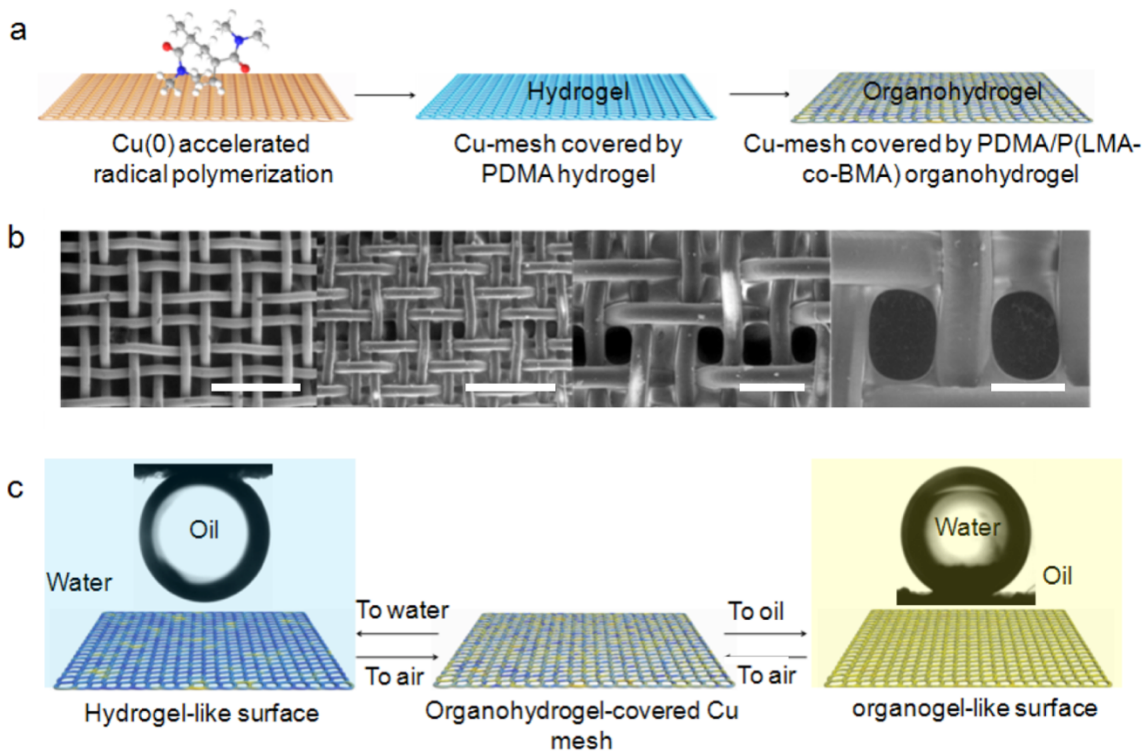 a
Hydrogel
Organohydrogel
Cu(0) accelerated
radical polymerization
Cu-mesh covered by
PDMA hydrogel
Cu-mesh covered by PDMA/P(LMA-
co-BMA) organohydrogel
b
c
Oil
Water
Water
Oil
To water
To air
To oil
To air
Hydrogel-like surface
Organohydrogel-covered Cu
mesh
organogel-like surface